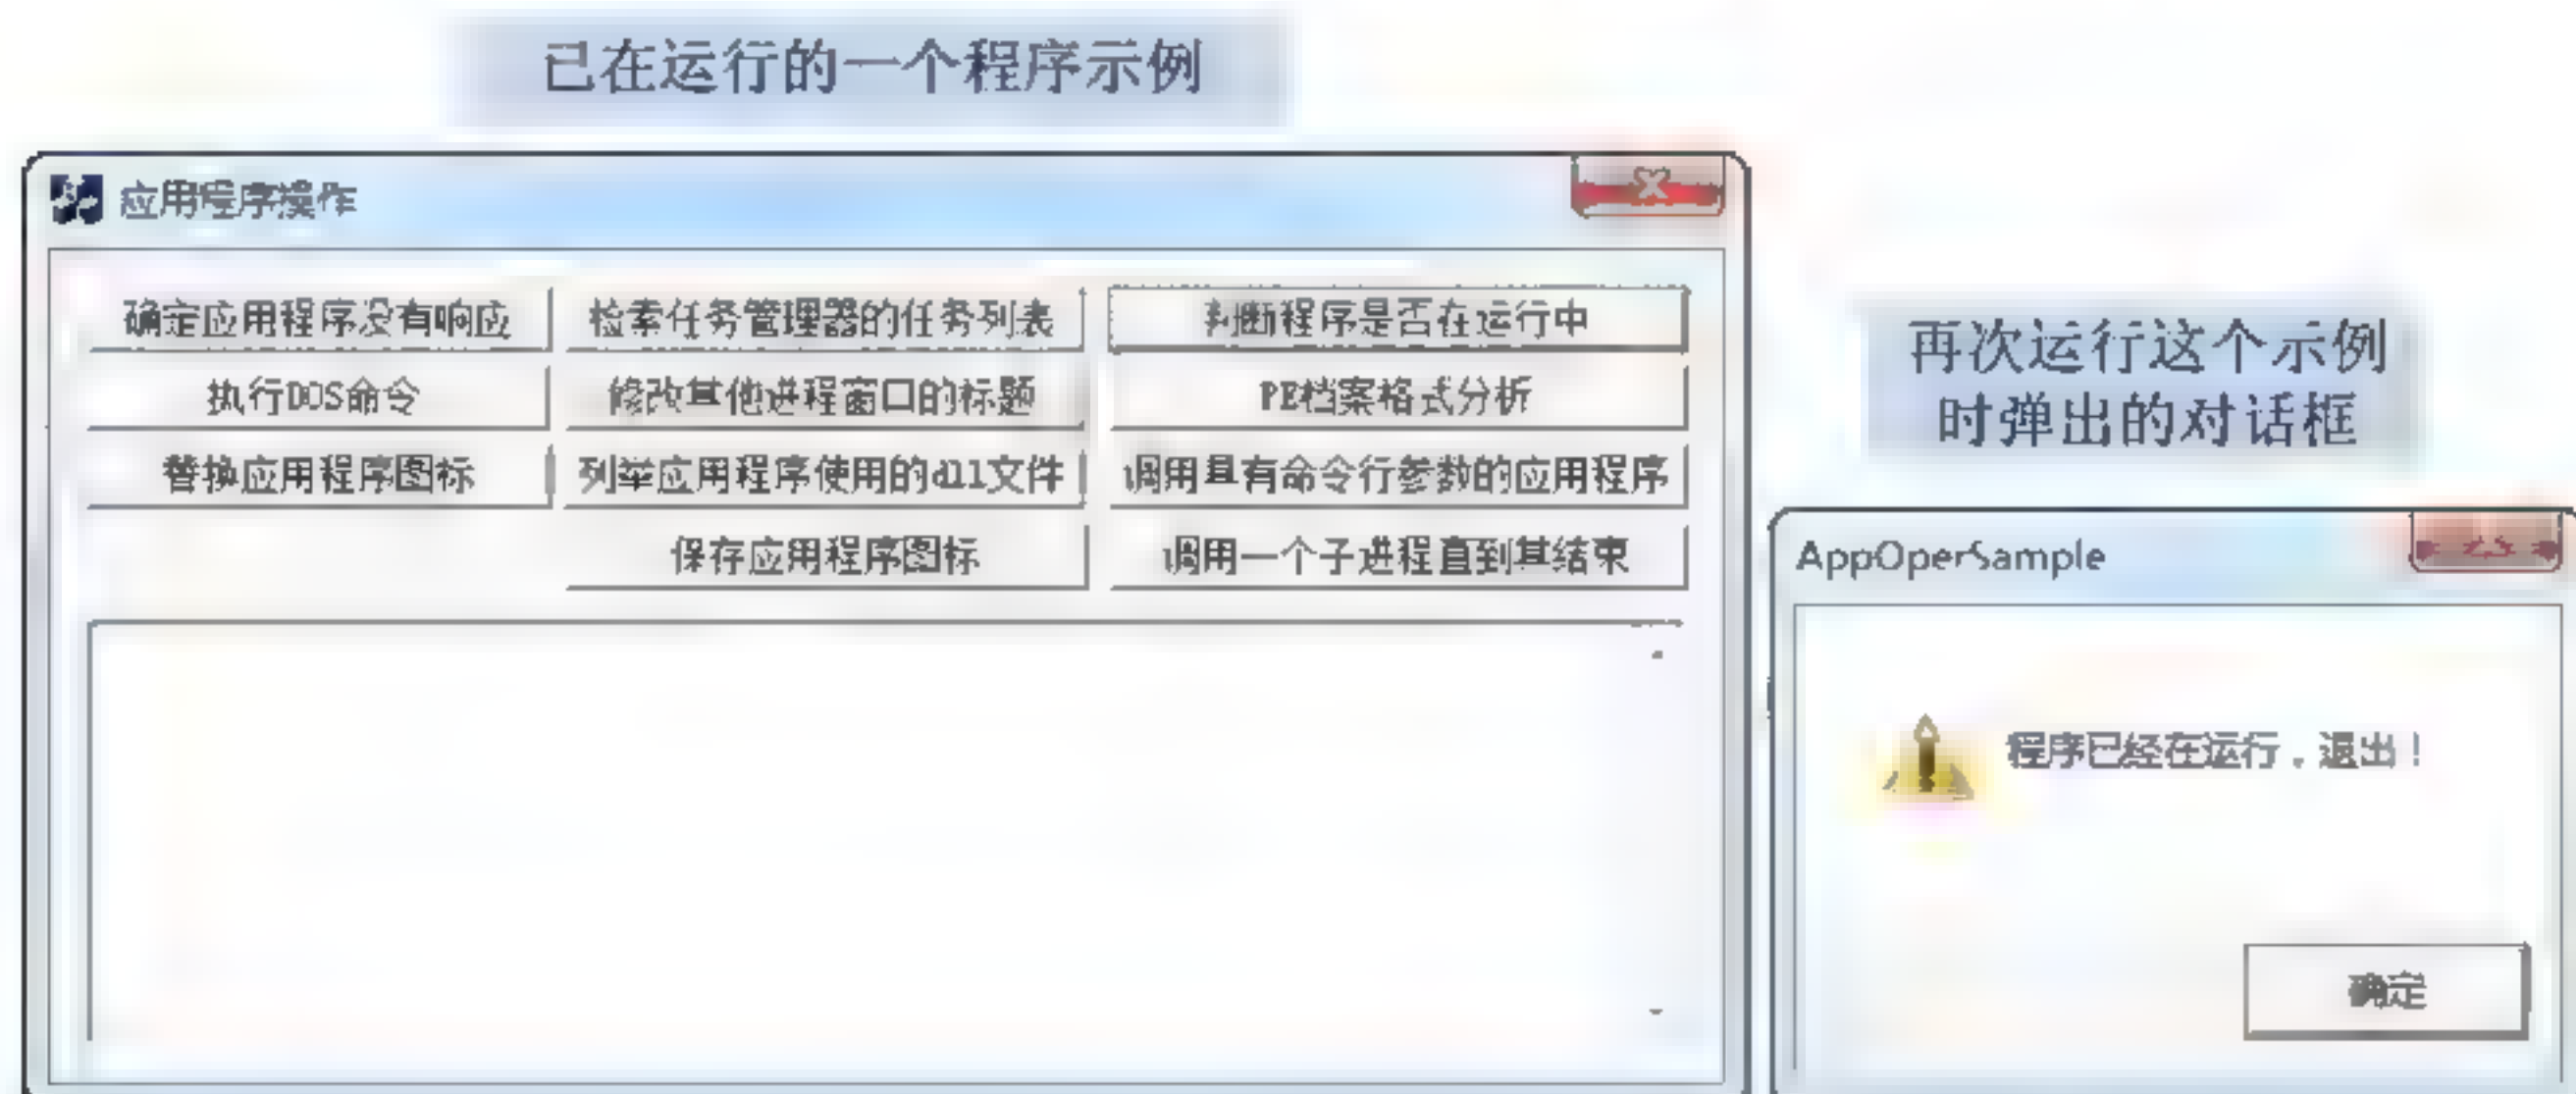 已在运行的一个程序示例
应用程序操作
确定应用程序没有响应
检索任务管理器的任务列表
判断程序是否在运行中
执行DOS命令
修改其他进程窗口的标题
PE档案格式分析
替换应用程序图标
列举应用程序使用的dll文件
调用具有命令行参数的应用程序
保存应用程序图标
调用一个子进程直到其结束
再次运行这个示例
时弹出的对话框
AppOperSample
程序已经在运行，退出！
确定